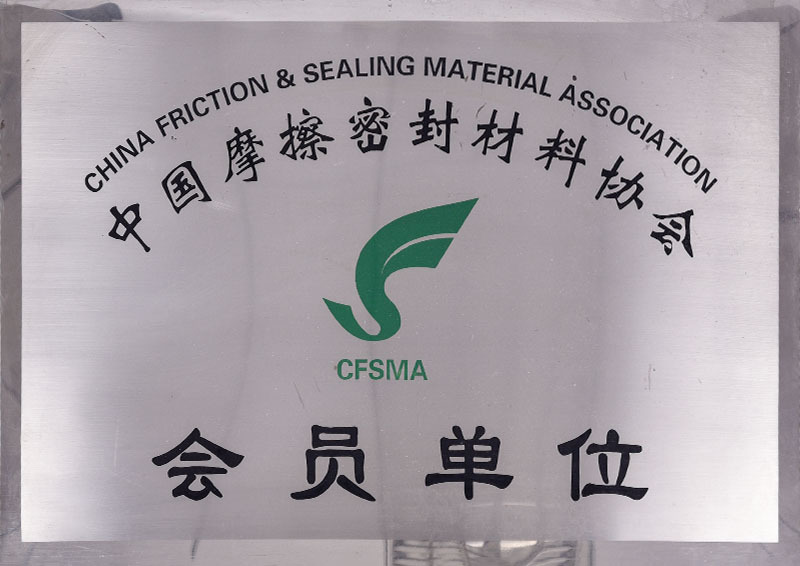 CHINA FRICTION & SEALING MATERIAL ASSOCIATION
中国摩擦密封材料协会
CFSMA
会员单位